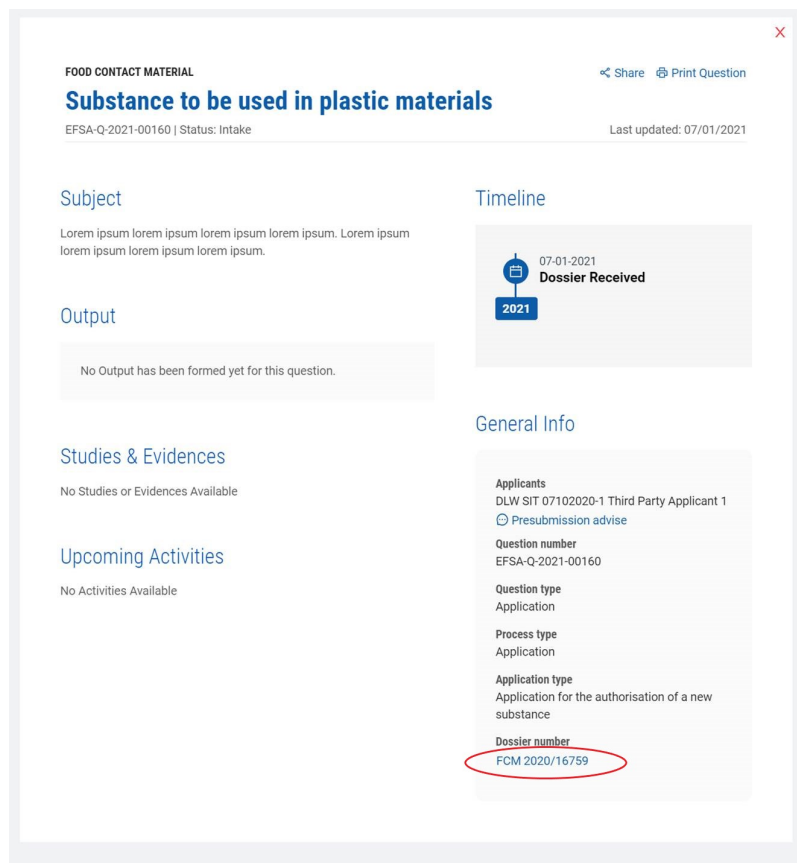 X
FOOD CONTACT MATERIAL
Share Print Question
Substance to be used in plastic materials
EFSA-Q-2021-00160 | Status: Intake
Last updated: 07/01/2021
Subject
Lorem ipsum lorem ipsum lorem ipsum lorem ipsum. Lorem ipsum
lorem ipsum lorem ipsum lorem ipsum.
Output
No Output has been formed yet for this question.
Studies & Evidences
No Studies or Evidences Available
Upcoming Activities
No Activities Available
Timeline
07-01-2021
Dossier Received
2021
General Info
Applicants
DLW SIT 07102020-1 Third Party Applicant 1
Presubmission advise
Question number
EFSA-Q-2021-00160
Question type
Application
Process type
Application
Application type
Application for the authorisation of a new
substance
Dossier number
FCM 2020/16759